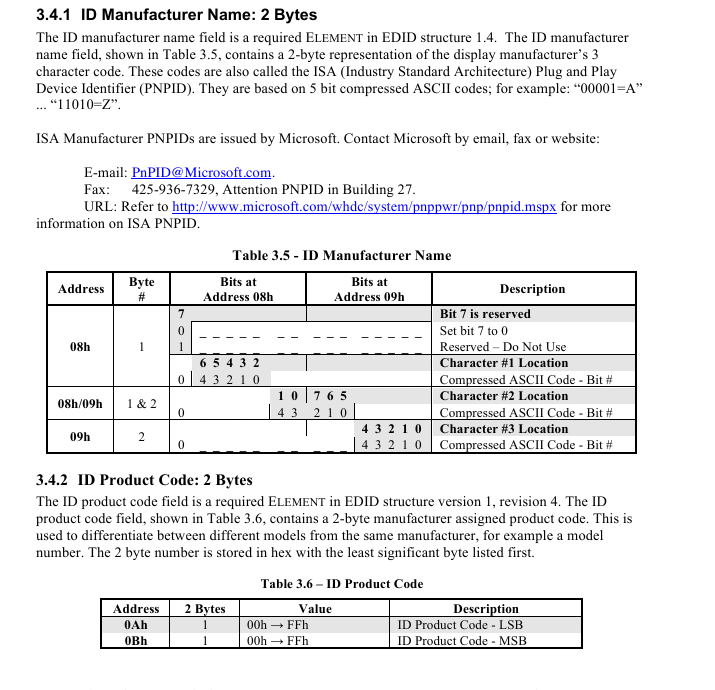 3.4.1 ID Manufacturer Name: 2 Bytes
The ID manufacturer name field is a required ELEMENT in EDID structure 1.4. The ID manufacturer
name field, shown in Table 3.5, contains a 2-byte representation of the display manufacturer's 3
character code. These codes are also called the ISA (Industry Standard Architecture) Plug and Play
Device Identifier (PNPID). They are based on 5 bit compressed ASCII codes; for example: “00001=A”
... “11010=Z”.
ISA Manufacturer PNPIDs are issued by Microsoft. Contact Microsoft by email, fax or website:
E-mail: PnPID@Microsoft.com.
Fax: 425-936-7329, Attention PNPID in Building 27.
URL: Refer to http://www.microsoft.com/whdc/system/pnppwr/pnp/pnpid.mspx for more
information on ISA PNPID.
Table 3.5 - ID Manufacturer Name
Address Byte # Bits at Address 08h Bits at Address 09h Description
7 Bit 7 is reserved
0 _ _ _ _ _ _ _ _ _ _ _ _ _ _ _ Set bit 7 to 0
08h 1 1 _ _ _ _ _ _ _ _ _ _ _ _ _ _ _ Reserved – Do Not Use
6 5 4 3 2 Character #1 Location
0 4 3 2 1 0 Compressed ASCII Code - Bit #
08h/09h 1 & 2 1 0 7 6 5 Character #2 Location
0 4 3 2 1 0 Compressed ASCII Code - Bit #
09h 2 4 3 2 1 0 Character #3 Location
0 _ _ _ _ _ _ _ _ _ _ 4 3 2 1 0 Compressed ASCII Code - Bit #
3.4.2 ID Product Code: 2 Bytes
The ID product code field is a required ELEMENT in EDID structure version 1, revision 4. The ID
product code field, shown in Table 3.6, contains a 2-byte manufacturer assigned product code. This is
used to differentiate between different models from the same manufacturer, for example a model
number. The 2 byte number is stored in hex with the least significant byte listed first.
Table 3.6 – ID Product Code
Address 2 Bytes Value Description
0Ah 1 00h → FFh ID Product Code - LSB
0Bh 1 00h → FFh ID Product Code - MSB